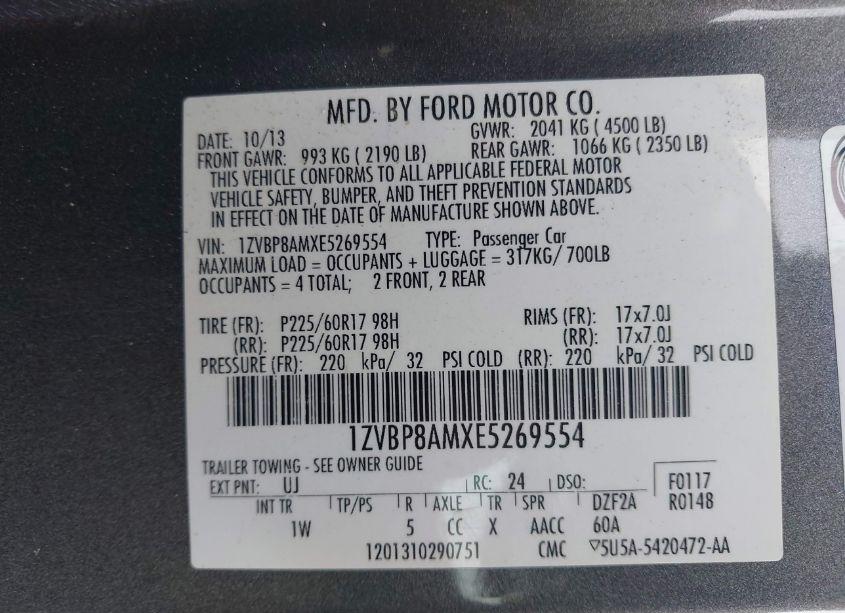 MFD. BY FORD MOTOR CO.
DATE: 10/13 GVWR: 2041 KG ( 4500 LB)
FRONT GAWR: 993 KG ( 2190 LB) REAR GAWR: 1066 KG ( 2350 LB)
THIS VEHICLE CONFORMS TO ALL APPLICABLE FEDERAL MOTOR
VEHICLE SAFETY, BUMPER, AND THEFT PREVENTION STANDARDS
IN EFFECT ON THE DATE OF MANUFACTURE SHOWN ABOVE.
VIN: 1ZVBP8AMXE5269554 TYPE: Passenger Car
MAXIMUM LOAD = OCCUPANTS + LUGGAGE = 317KG/ 700LB
OCCUPANTS = 4 TOTAL; 2 FRONT, 2 REAR
TIRE (FR): P225/60R17 98H RIMS (FR): 17x7.0J
(RR): P225/60R17 98H (RR): 17x7.0J
PRESSURE (FR): 220 kPa/ 32 PSI COLD (RR): 220 kPa/ 32 PSI COLD
1ZVBP8AMXE5269554
TRAILER TOWING - SEE OWNER GUIDE
EXT PNT: UJ RC: 24 DSO: F0117
INT TR TP/PS R AXLE TR SPR DZF2A R0148
1W 5 CC X AACC 60A
1201310290751 CMC ▽5U5A-5420472-AA